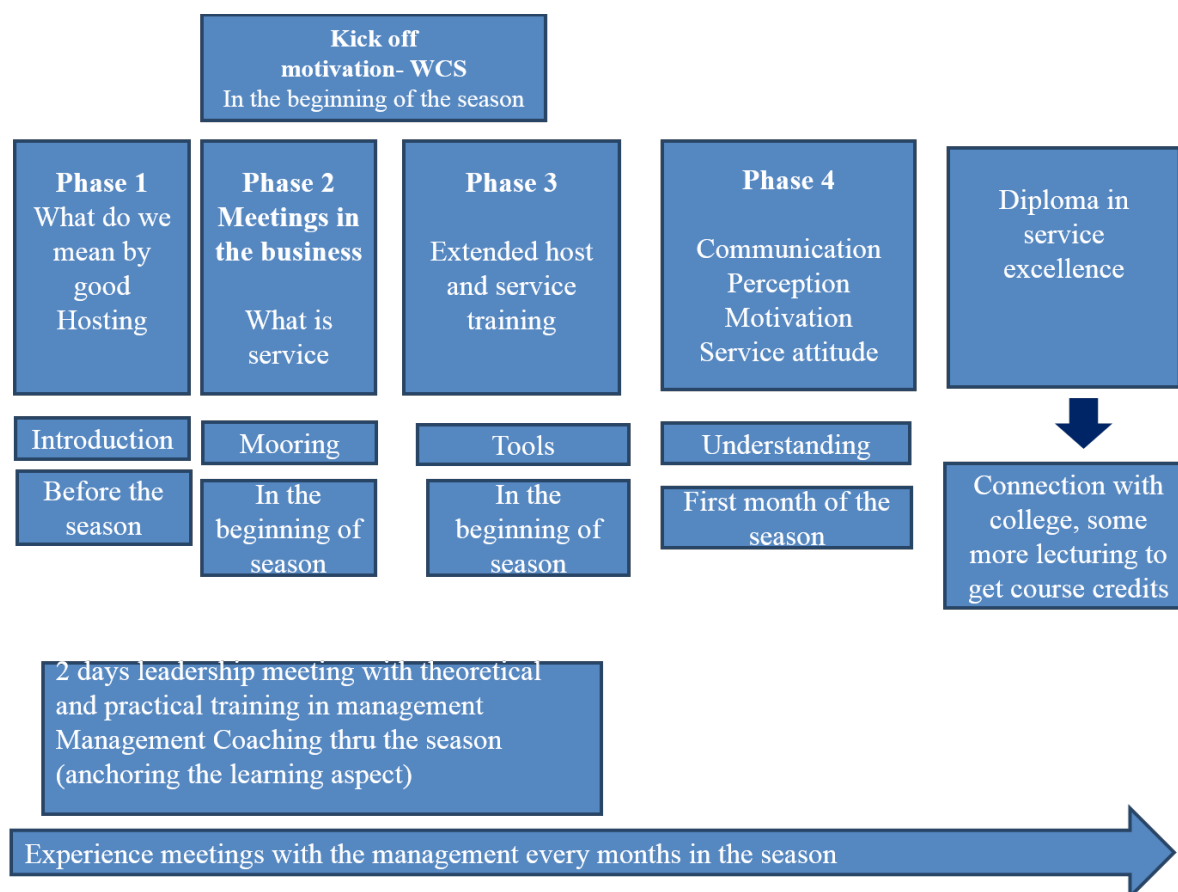 Kick off
motivation- WCS
In the beginning of the season
Phase 1
What do we
mean by
good
Hosting
Phase 2
Meetings in
the business
What is
service
Phase 3
Extended host
and service
training
Phase 4
Communication
Perception
Motivation
Service attitude
Diploma in
service
excellence
Introduction
Mooring
Tools
Understanding
Before the
season
In the
beginning of
season
In the
beginning of
season
First month of the
season
Connection with
college, some
more lecturing to
get course credits
2 days leadership meeting with theoretical
and practical training in management
Management Coaching thru the season
(anchoring the learning aspect)
Experience meetings with the management every months in the season